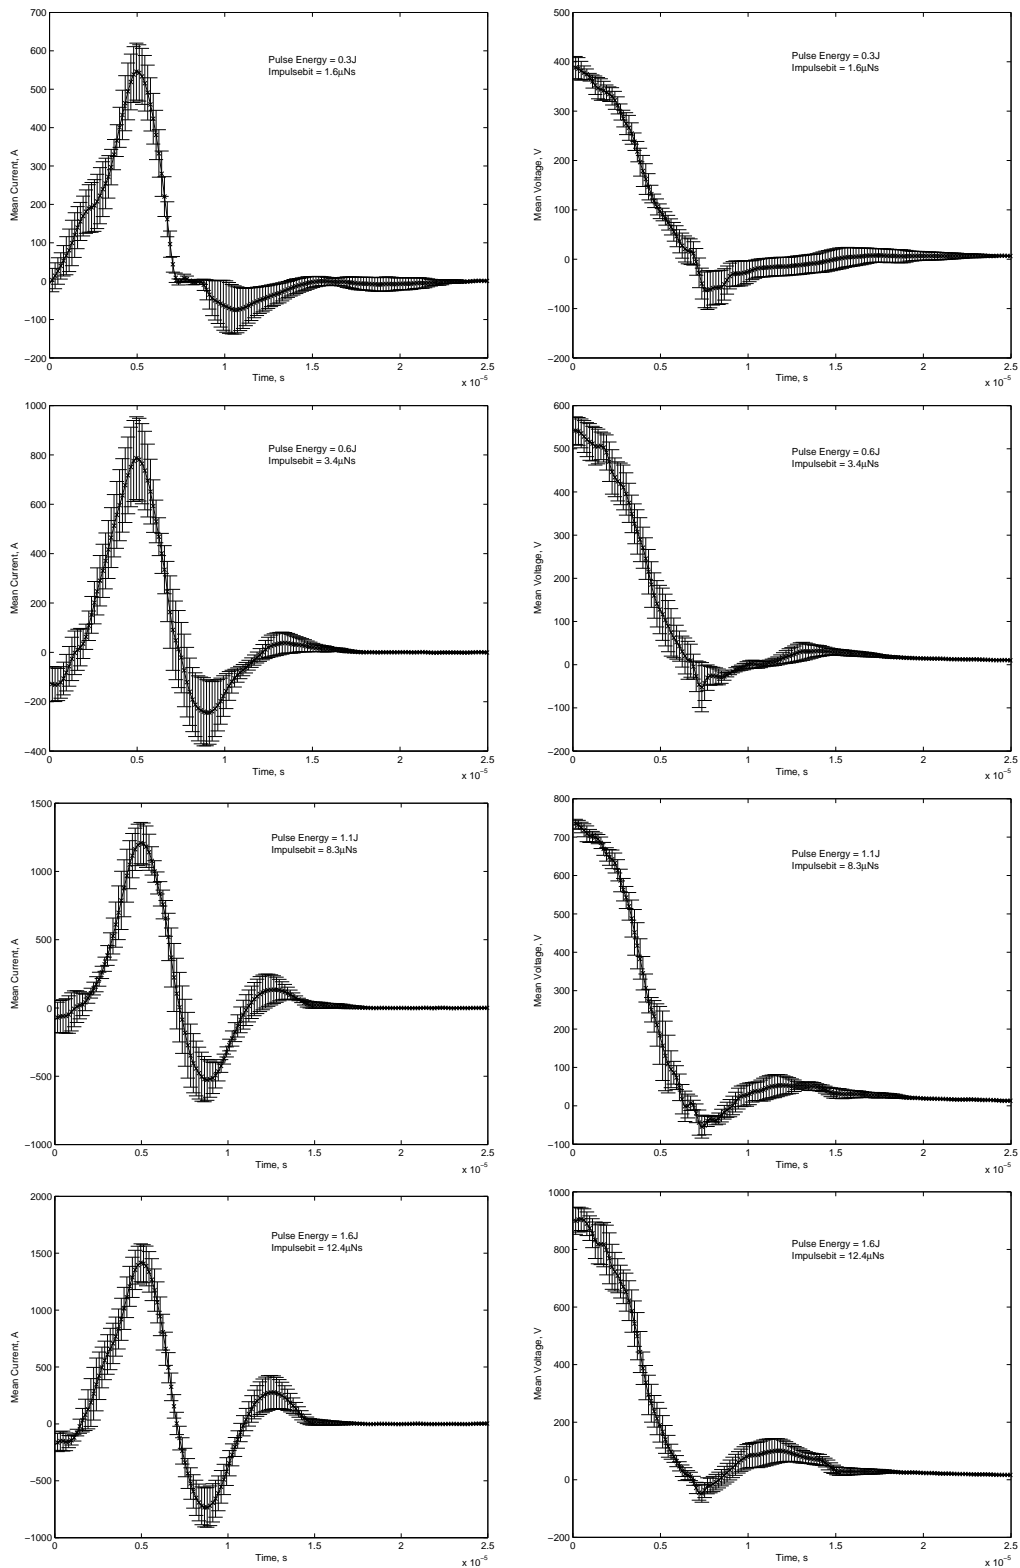 700
600
500
400
300
200
100
0
−100
−200
Mean Current, A
Pulse Energy = 0.3J
Impulsebit = 1.6μNs
0 0.5 1 1.5 2 2.5
Time, s
x 10⁻⁵
500
400
300
200
100
0
−100
−200
Mean Voltage, V
Pulse Energy = 0.3J
Impulsebit = 1.6μNs
0 0.5 1 1.5 2 2.5
Time, s
x 10⁻⁵
1000
800
600
400
200
0
−200
−400
Mean Current, A
Pulse Energy = 0.6J
Impulsebit = 3.4μNs
0 0.5 1 1.5 2 2.5
Time, s
x 10⁻⁵
600
500
400
300
200
100
0
−100
−200
Mean Voltage, V
Pulse Energy = 0.6J
Impulsebit = 3.4μNs
0 0.5 1 1.5 2 2.5
Time, s
x 10⁻⁵
1500
1000
500
0
−500
−1000
Mean Current, A
Pulse Energy = 1.1J
Impulsebit = 8.3μNs
0 0.5 1 1.5 2 2.5
Time, s
x 10⁻⁵
800
700
600
500
400
300
200
100
0
−100
Mean Voltage, V
Pulse Energy = 1.1J
Impulsebit = 8.3μNs
0 0.5 1 1.5 2 2.5
Time, s
x 10⁻⁵
2000
1500
1000
500
0
−500
−1000
Mean Current, A
Pulse Energy = 1.6J
Impulsebit = 12.4μNs
0 0.5 1 1.5 2 2.5
Time, s
x 10⁻⁵
1000
800
600
400
200
0
−200
Mean Voltage, V
Pulse Energy = 1.6J
Impulsebit = 12.4μNs
0 0.5 1 1.5 2 2.5
Time, s
x 10⁻⁵